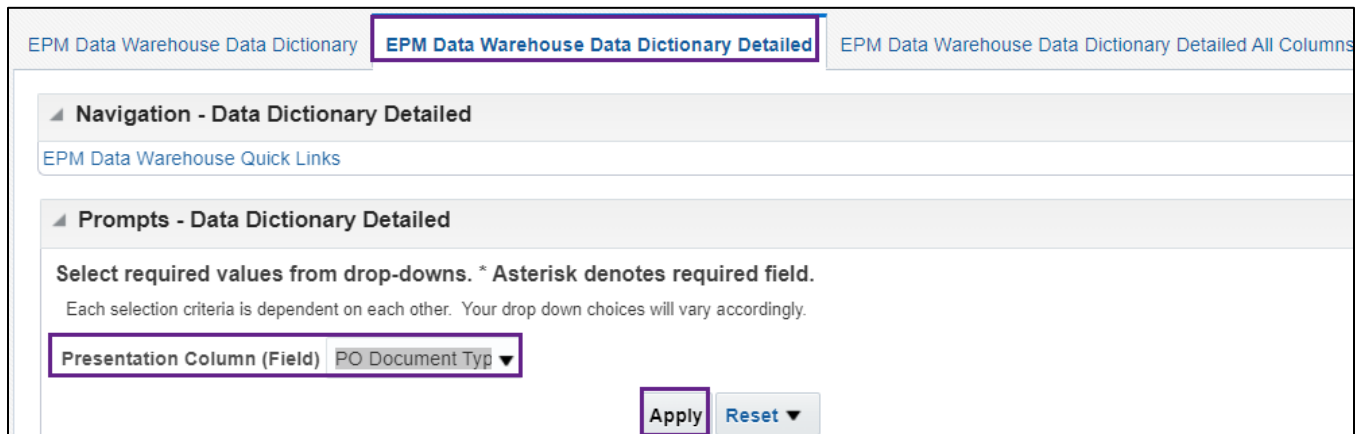 EPM Data Warehouse Data Dictionary EPM Data Warehouse Data Dictionary Detailed EPM Data Warehouse Data Dictionary Detailed All Columns
Navigation - Data Dictionary Detailed
EPM Data Warehouse Quick Links
Prompts - Data Dictionary Detailed
Select required values from drop-downs. * Asterisk denotes required field.
Each selection criteria is dependent on each other. Your drop down choices will vary accordingly.
Presentation Column (Field) PO Document Typ
Apply Reset